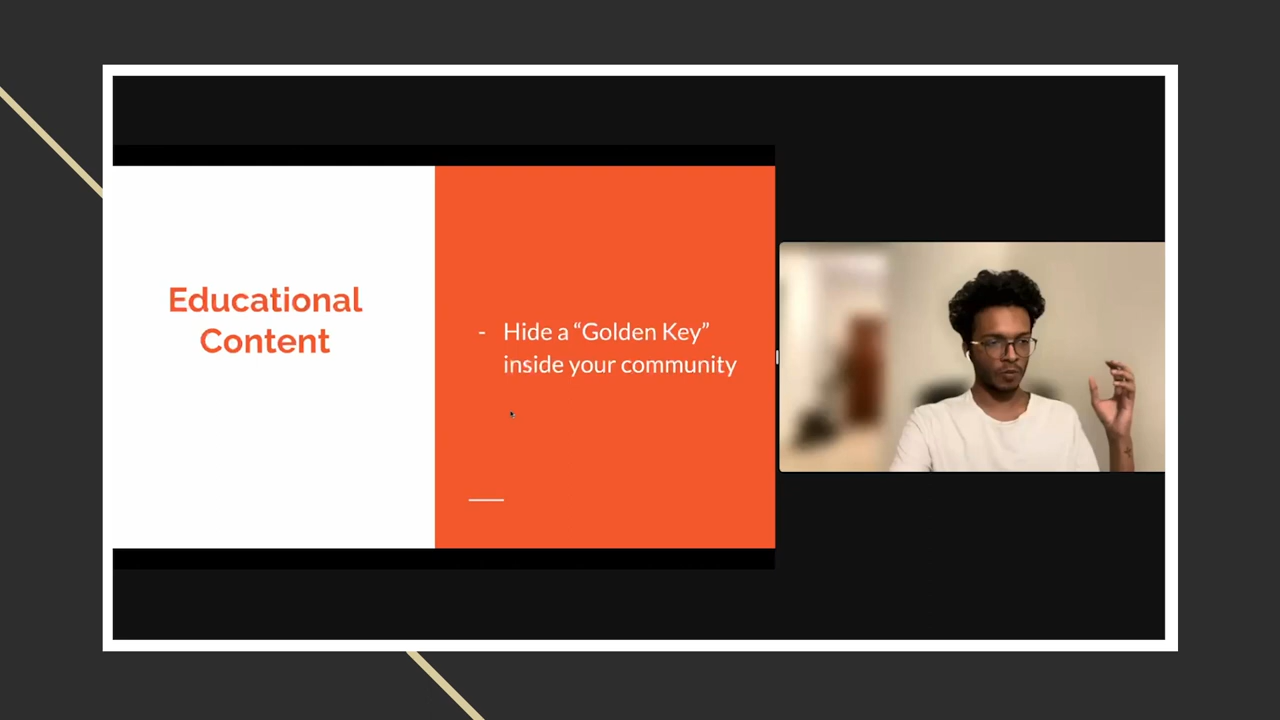 Educational
Content
- Hide a “Golden Key”
inside your community